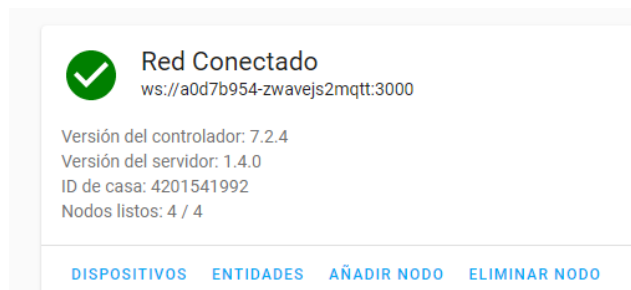 Red Conectado
ws://a0d7b954-zwavejs2mqtt:3000
Versión del controlador: 7.2.4
Versión del servidor: 1.4.0
ID de casa: 4201541992
Nodos listos: 4 / 4
DISPOSITIVOS ENTIDADES AÑADIR NODO ELIMINAR NODO